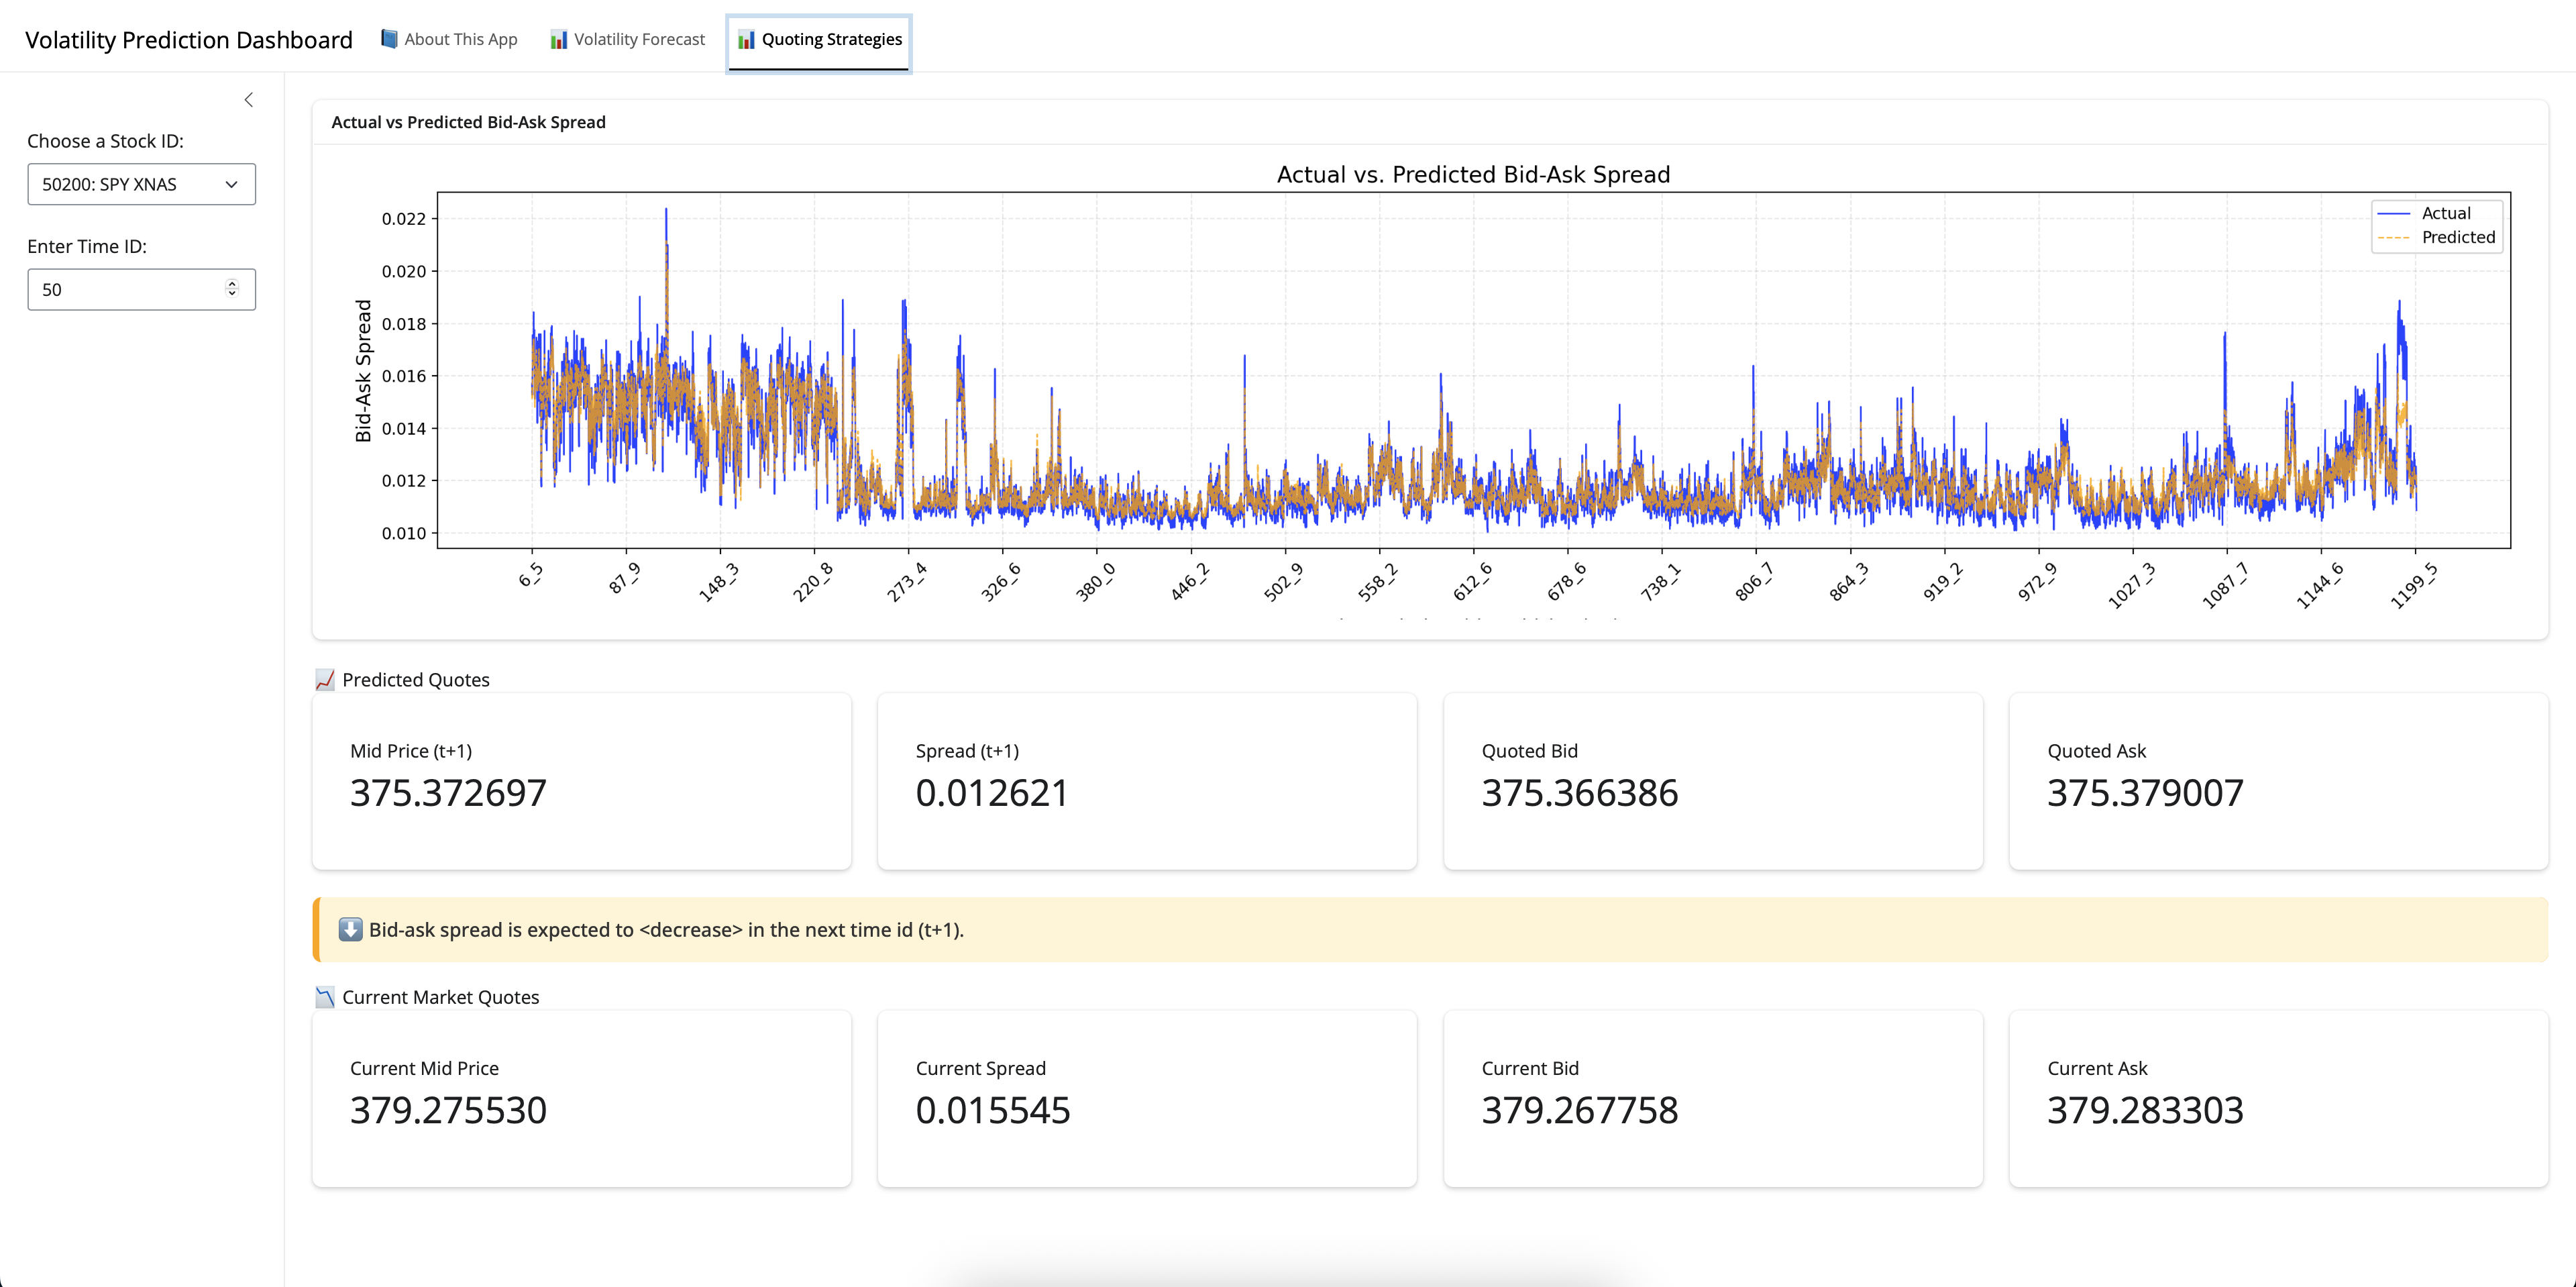 Volatility Prediction Dashboard
About This App
Volatility Forecast
Quoting Strategies
Choose a Stock ID:
50200: SPY XNAS
Enter Time ID:
50
Actual vs Predicted Bid-Ask Spread
Actual vs. Predicted Bid-Ask Spread
Bid-Ask Spread
0.022
0.020
0.018
0.016
0.014
0.012
0.010
Actual
Predicted
6_5
87_9
148_3
220_8
273_4
326_6
380_0
446_2
502_9
558_2
612_6
678_6
738_1
806_7
864_3
919_2
972_9
1027_3
1087_7
1144_6
1199_5
Predicted Quotes
Mid Price (t+1)
375.372697
Spread (t+1)
0.012621
Quoted Bid
375.366386
Quoted Ask
375.379007
Bid-ask spread is expected to <decrease> in the next time id (t+1).
Current Market Quotes
Current Mid Price
379.275530
Current Spread
0.015545
Current Bid
379.267758
Current Ask
379.283303